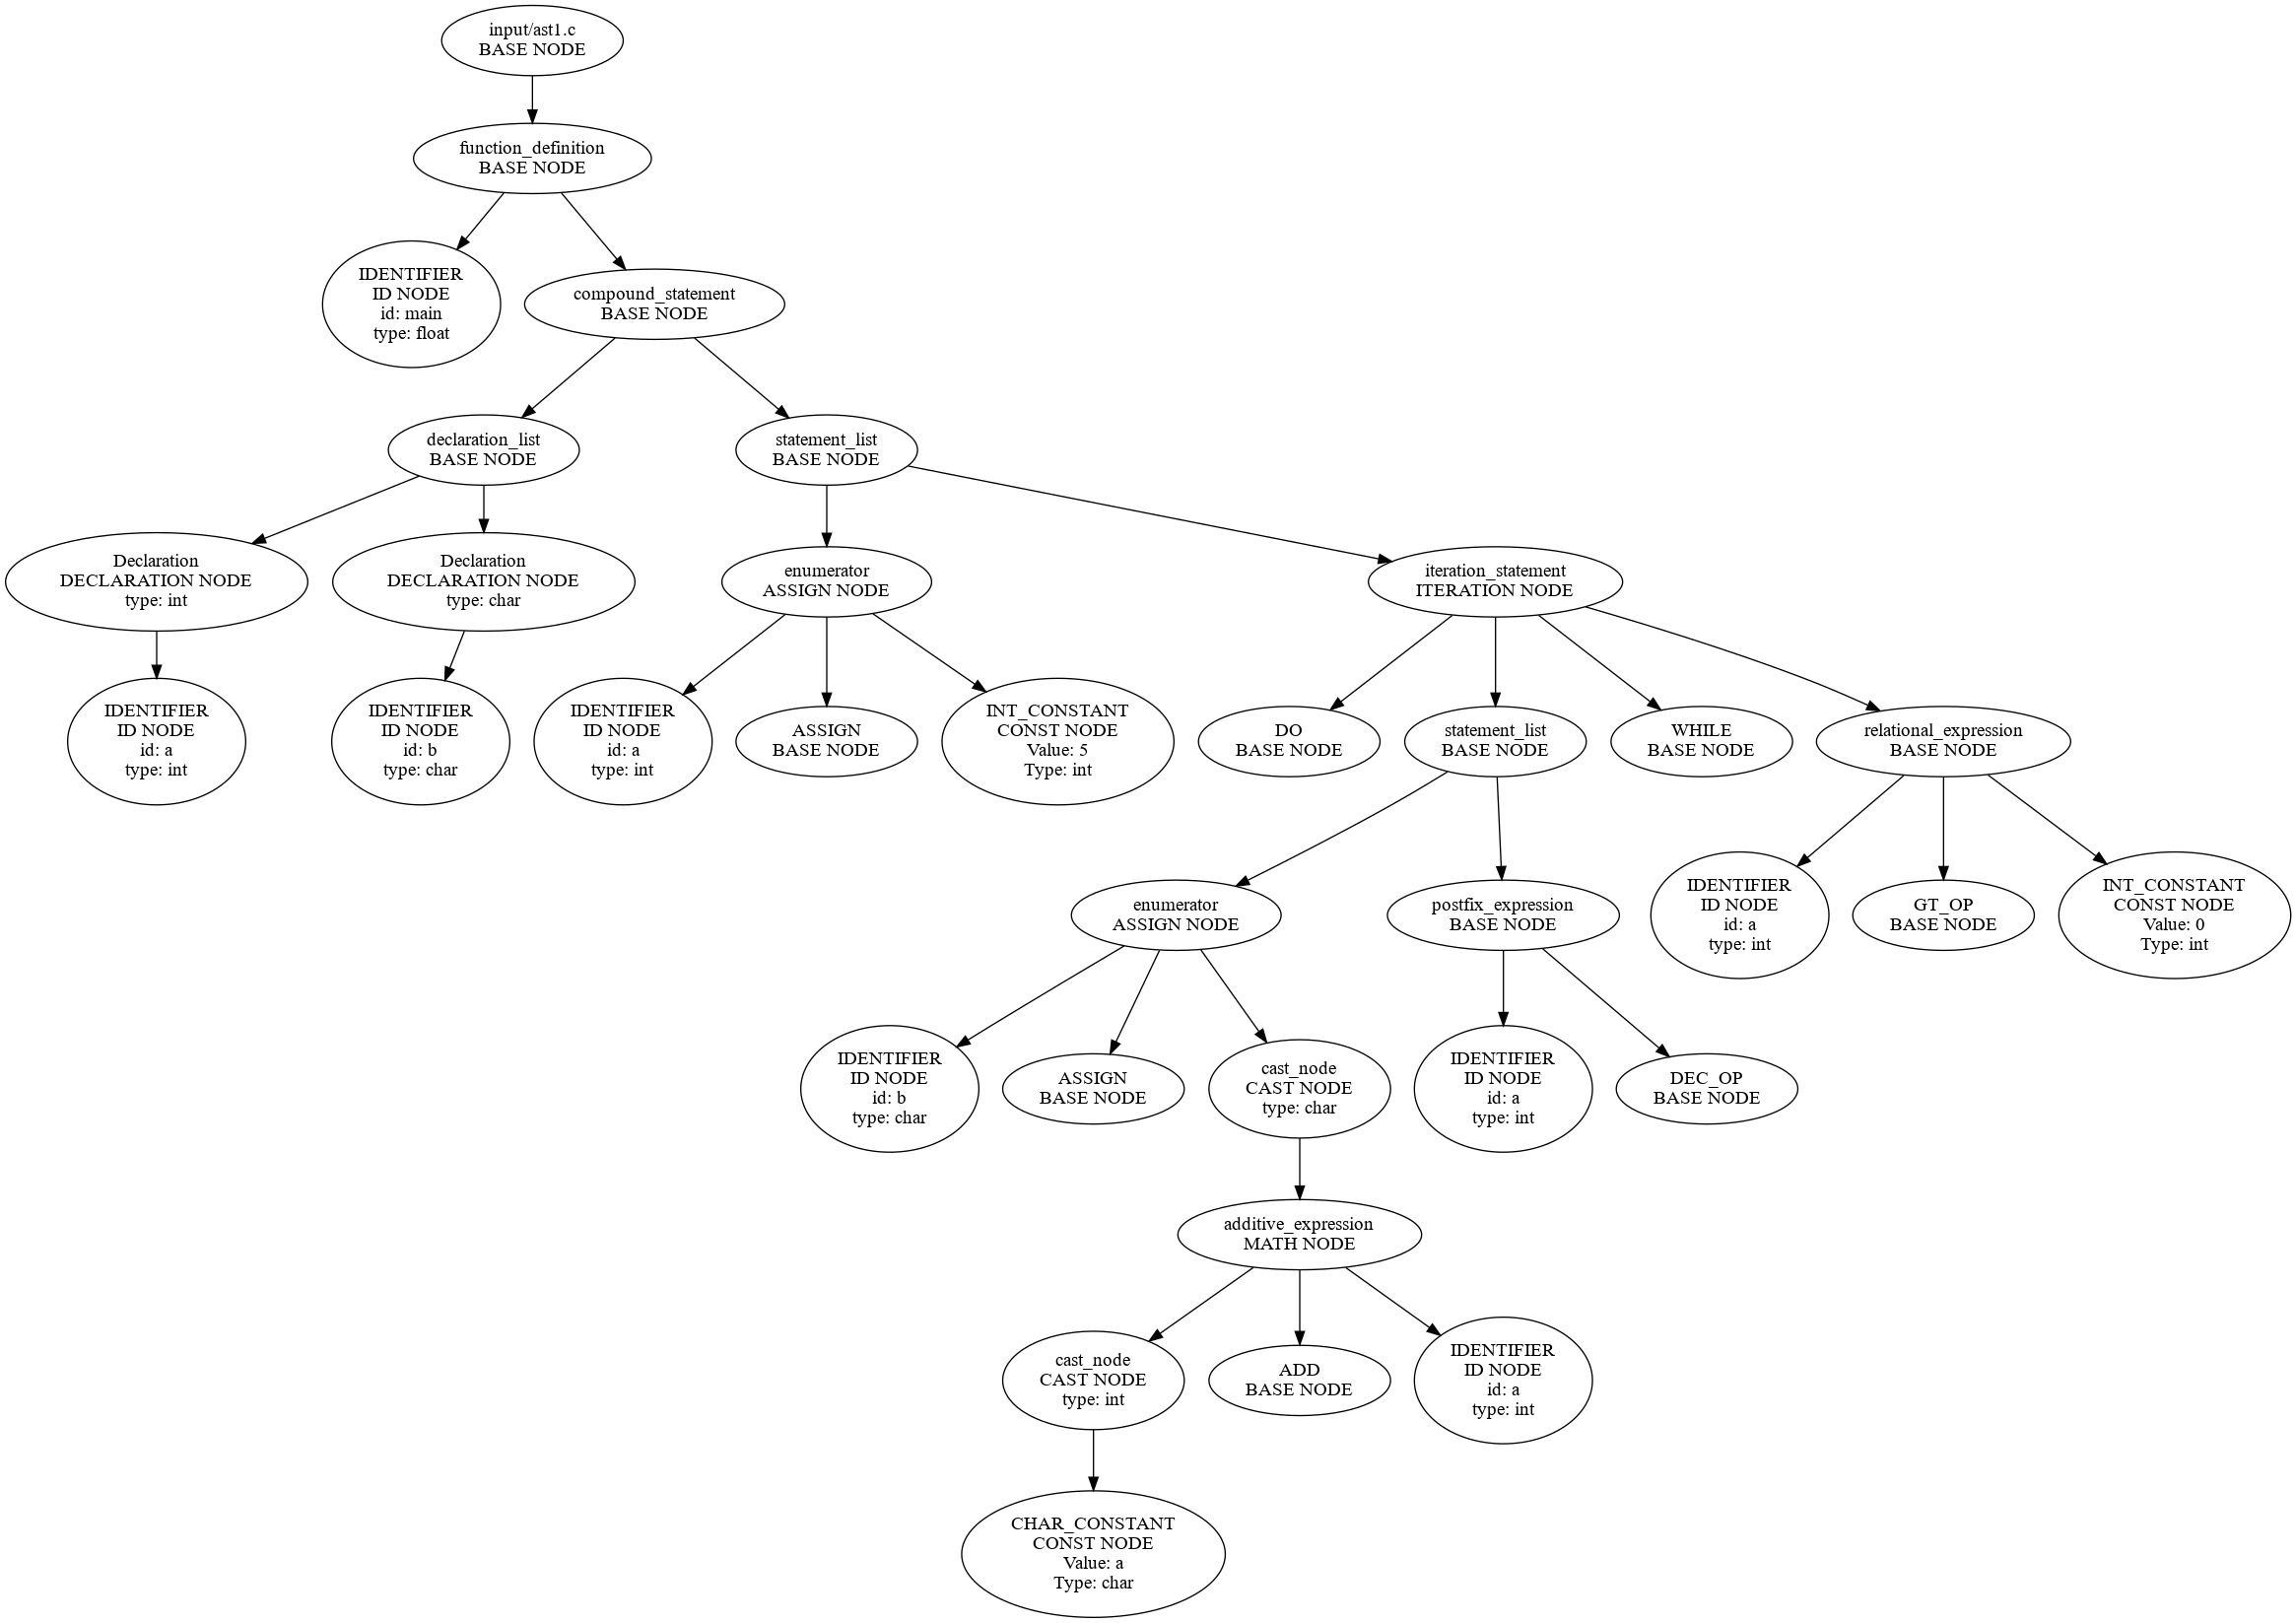 input/ast1.c
BASE NODE
function_definition
BASE NODE
IDENTIFIER
ID NODE
id: main
type: float
compound_statement
BASE NODE
declaration_list
BASE NODE
statement_list
BASE NODE
Declaration
DECLARATION NODE
type: int
Declaration
DECLARATION NODE
type: char
enumerator
ASSIGN NODE
iteration_statement
ITERATION NODE
IDENTIFIER
ID NODE
id: a
type: int
IDENTIFIER
ID NODE
id: b
type: char
IDENTIFIER
ID NODE
id: a
type: int
ASSIGN
BASE NODE
INT_CONSTANT
CONST NODE
Value: 5
Type: int
DO
BASE NODE
statement_list
BASE NODE
WHILE
BASE NODE
relational_expression
BASE NODE
enumerator
ASSIGN NODE
postfix_expression
BASE NODE
IDENTIFIER
ID NODE
id: a
type: int
GT_OP
BASE NODE
INT_CONSTANT
CONST NODE
Value: 0
Type: int
IDENTIFIER
ID NODE
id: b
type: char
ASSIGN
BASE NODE
cast_node
CAST NODE
type: char
IDENTIFIER
ID NODE
id: a
type: int
DEC_OP
BASE NODE
additive_expression
MATH NODE
cast_node
CAST NODE
type: int
ADD
BASE NODE
IDENTIFIER
ID NODE
id: a
type: int
CHAR_CONSTANT
CONST NODE
Value: a
Type: char